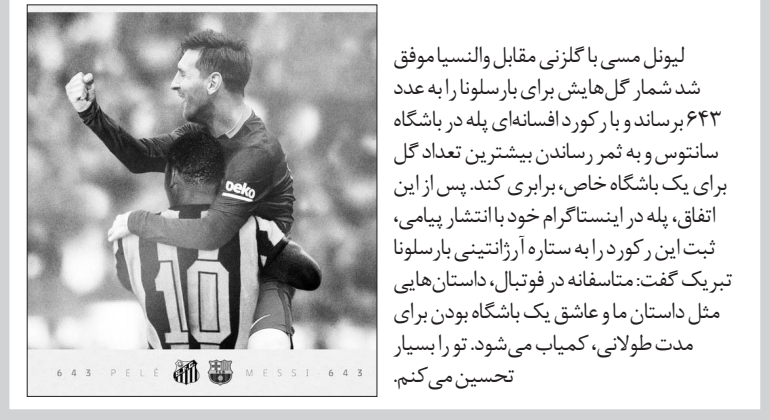 لیونل مسی با گلزنی مقابل والنسیا موفق
شد شمار گل‌هایش برای بارسلونا را به عدد
۶۴۳ برساند و با رکورد افسانه‌ای پله در باشگاه
سانتوس و به ثمر رساندن بیشترین تعداد گل
برای یک باشگاه خاص، برابری کند. پس از این
اتفاق، پله در اینستاگرام خود با انتشار پیامی،
ثبت این رکورد را به ستاره آرژانتینی بارسلونا
تبریک گفت: متاسفانه در فوتبال، داستان‌هایی
مثل داستان ما و عاشق یک باشگاه بودن برای
مدت طولانی، کمیاب می‌شود. تو را بسیار
تحسین می‌کنم.
beko
10
643 PELÉ MESSI 643